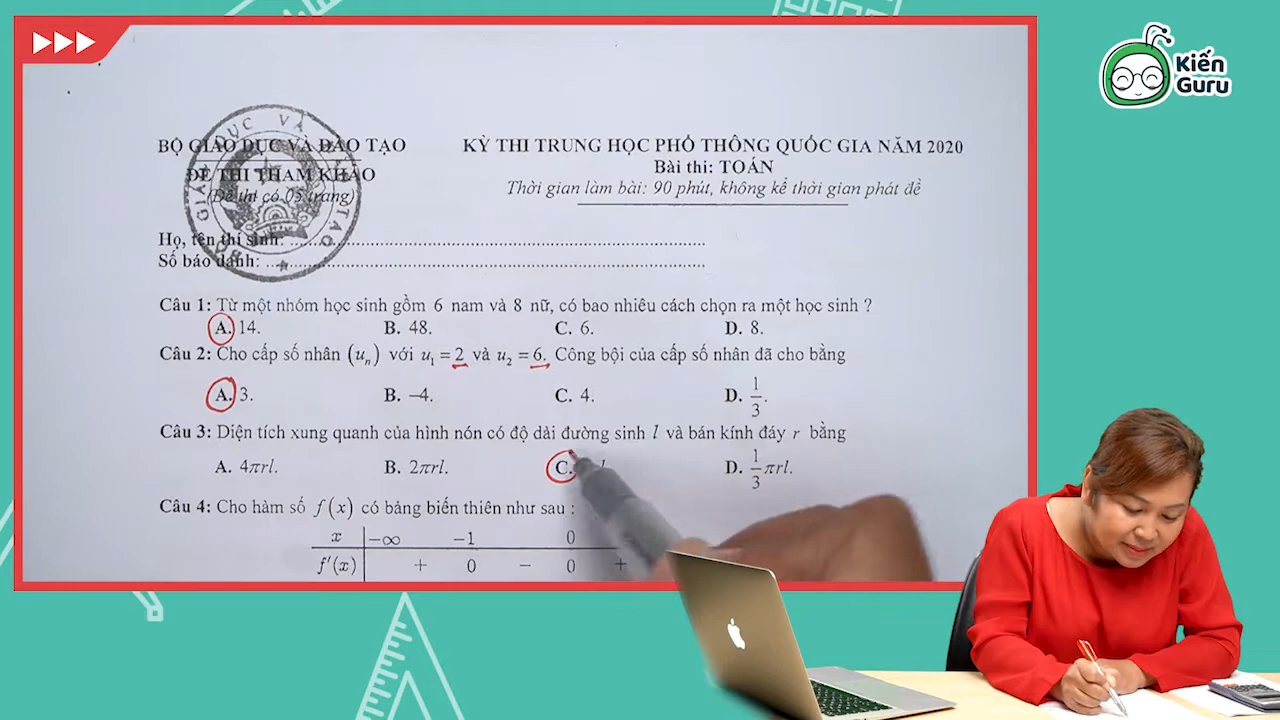 Kiến
Guru
BỘ GIÁO DỤC VÀ ĐÀO TẠO
KỲ THI TRUNG HỌC PHỔ THÔNG QUỐC GIA NĂM 2020
ĐỀ THI THAM KHẢO
Bài thi: TOÁN
(Đề thi có 05 trang)
Thời gian làm bài: 90 phút, không kể thời gian phát đề
Họ, tên thí sinh:
Số báo danh:
Câu 1: Từ một nhóm học sinh gồm 6 nam và 8 nữ, có bao nhiêu cách chọn ra một học sinh ?
A. 14. B. 48. C. 6. D. 8.
Câu 2: Cho cấp số nhân (uₙ) với u₁ = 2 và u₂ = 6. Công bội của cấp số nhân đã cho bằng
A. 3. B. –4. C. 4. D. 1/3.
Câu 3: Diện tích xung quanh của hình nón có độ dài đường sinh l và bán kính đáy r bằng
A. 4πrl. B. 2πrl. C. D. 1/3 πrl.
Câu 4: Cho hàm số f(x) có bảng biến thiên như sau :
x −∞ −1 0
f'(x) + 0 − 0 +